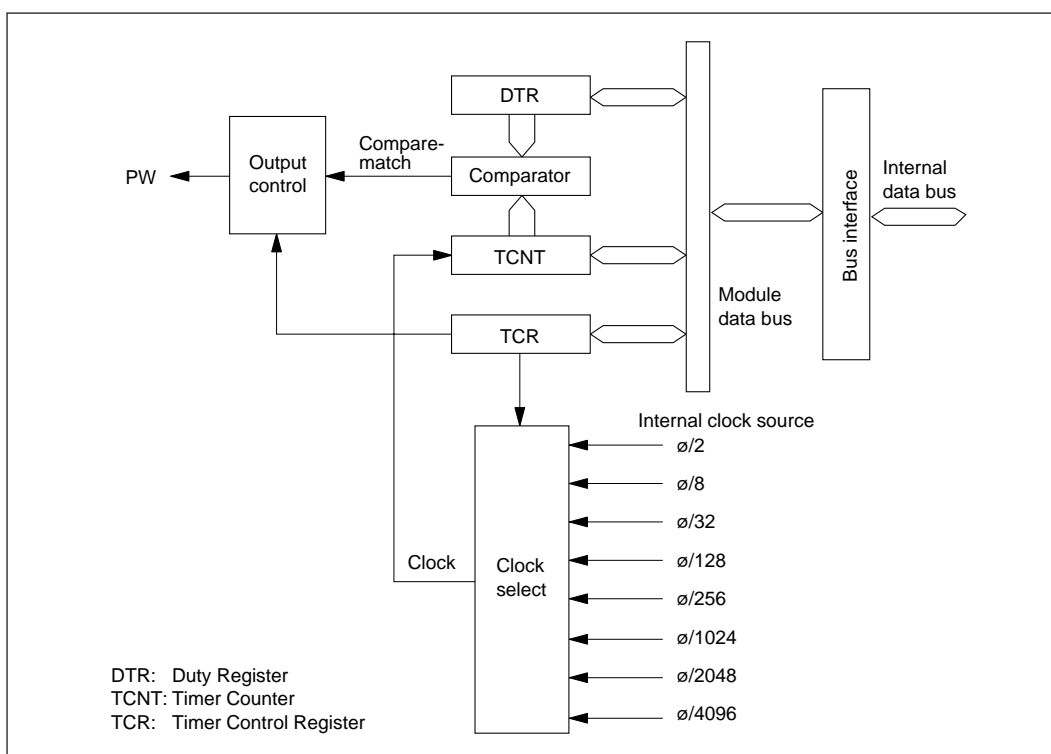 DTR
Compare-
match
Output
control
PW
Comparator
TCNT
TCR
Bus interface
Internal
data bus
Module
data bus
Internal clock source
ø/2
ø/8
ø/32
ø/128
ø/256
ø/1024
ø/2048
ø/4096
Clock
Clock
select
DTR: Duty Register
TCNT: Timer Counter
TCR: Timer Control Register